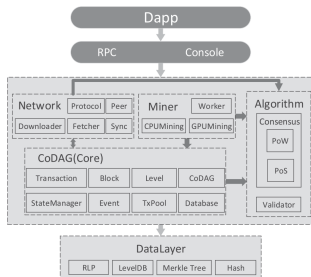 Dapp
RPC Console
Network Protocol Peer
Downloader Fetcher Sync
Miner Worker
CPUMining GPUMining
Algorithm
Consensus
PoW
PoS
Validator
CoDAG(Core)
Transaction Block Level CoDAG
StateManager Event TxPool Database
DataLayer
RLP LevelDB Merkle Tree Hash